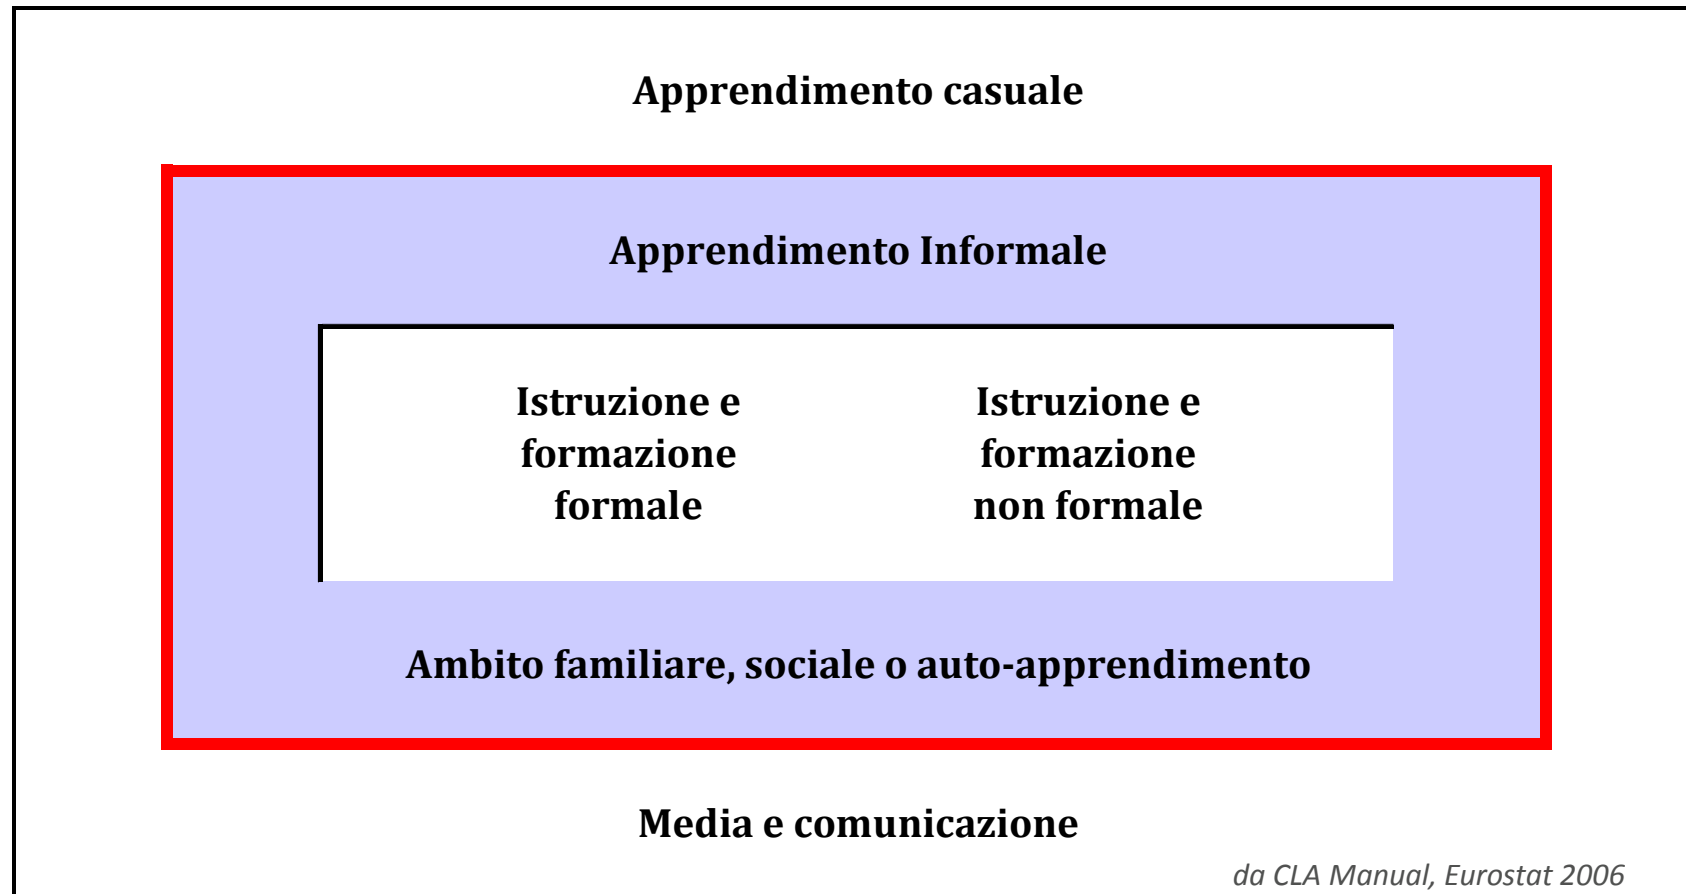 Apprendimento casuale
Apprendimento Informale
Istruzione e
formazione
formale
Istruzione e
formazione
non formale
Ambito familiare, sociale o auto-apprendimento
Media e comunicazione
da CLA Manual, Eurostat 2006